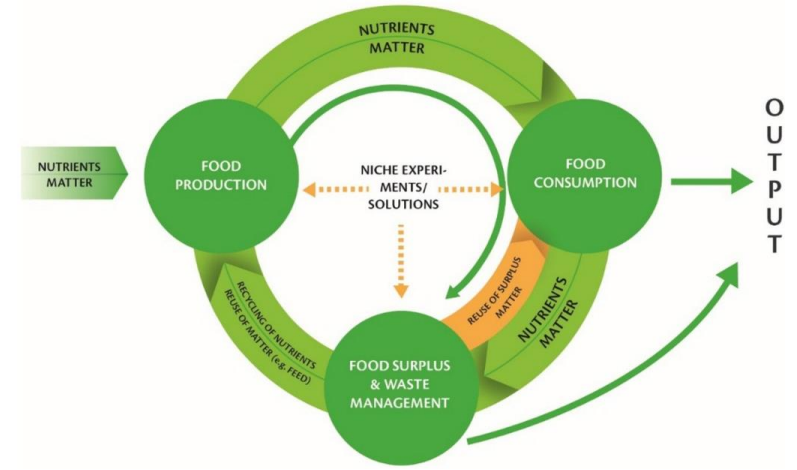 NUTRIENTS
MATTER
NUTRIENTS
MATTER
FOOD
PRODUCTION
NICHE EXPERI-
MENTS/
SOLUTIONS
FOOD
CONSUMPTION
OUTPUT
RECYCLING OF NUTRIENTS
REUSE OF MATTER (e.g. FEED)
REUSE OF SURPLUS
MATTER
NUTRIENTS
MATTER
FOOD SURPLUS
& WASTE
MANAGEMENT